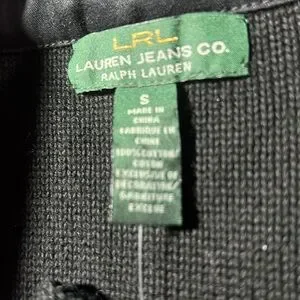 LRL
LAUREN JEANS CO.
RALPH LAUREN
S
MADE IN
CHINA
FABRIQUE EN
CHINE
100% COTTON/
COTON
EXCLUSIVE OF
DECORATION/
GARNITURE
EXCLUE